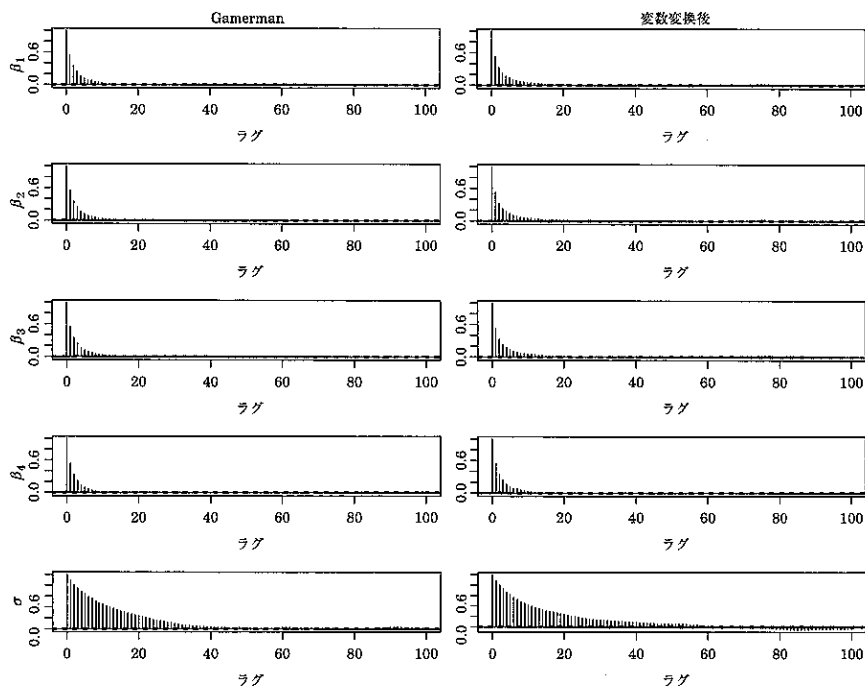 Gamerman 変数変換後
β1 0.0 0.6 0 20 40 60 80 100 0.0 0.6 0 20 40 60 80 100
ラグ ラグ
β2 0.0 0.6 0 20 40 60 80 100 0.0 0.6 0 20 40 60 80 100
ラグ ラグ
β3 0.0 0.6 0 20 40 60 80 100 0.0 0.6 0 20 40 60 80 100
ラグ ラグ
β4 0.0 0.6 0 20 40 60 80 100 0.0 0.6 0 20 40 60 80 100
ラグ ラグ
σ 0.0 0.6 0 20 40 60 80 100 0.0 0.6 0 20 40 60 80 100
ラグ ラグ